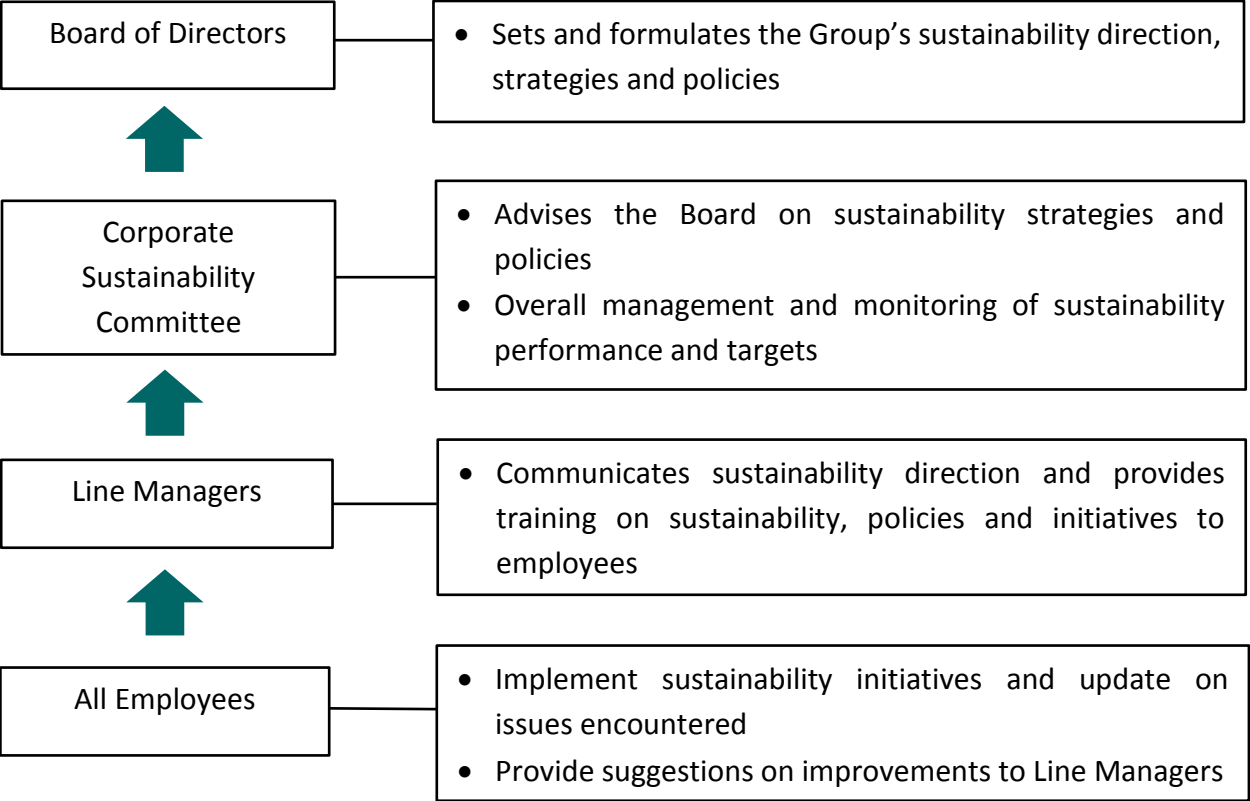 Board of Directors
• Sets and formulates the Group’s sustainability direction,
strategies and policies
Corporate
Sustainability
Committee
• Advises the Board on sustainability strategies and
policies
• Overall management and monitoring of sustainability
performance and targets
Line Managers
• Communicates sustainability direction and provides
training on sustainability, policies and initiatives to
employees
All Employees
• Implement sustainability initiatives and update on
issues encountered
• Provide suggestions on improvements to Line Managers